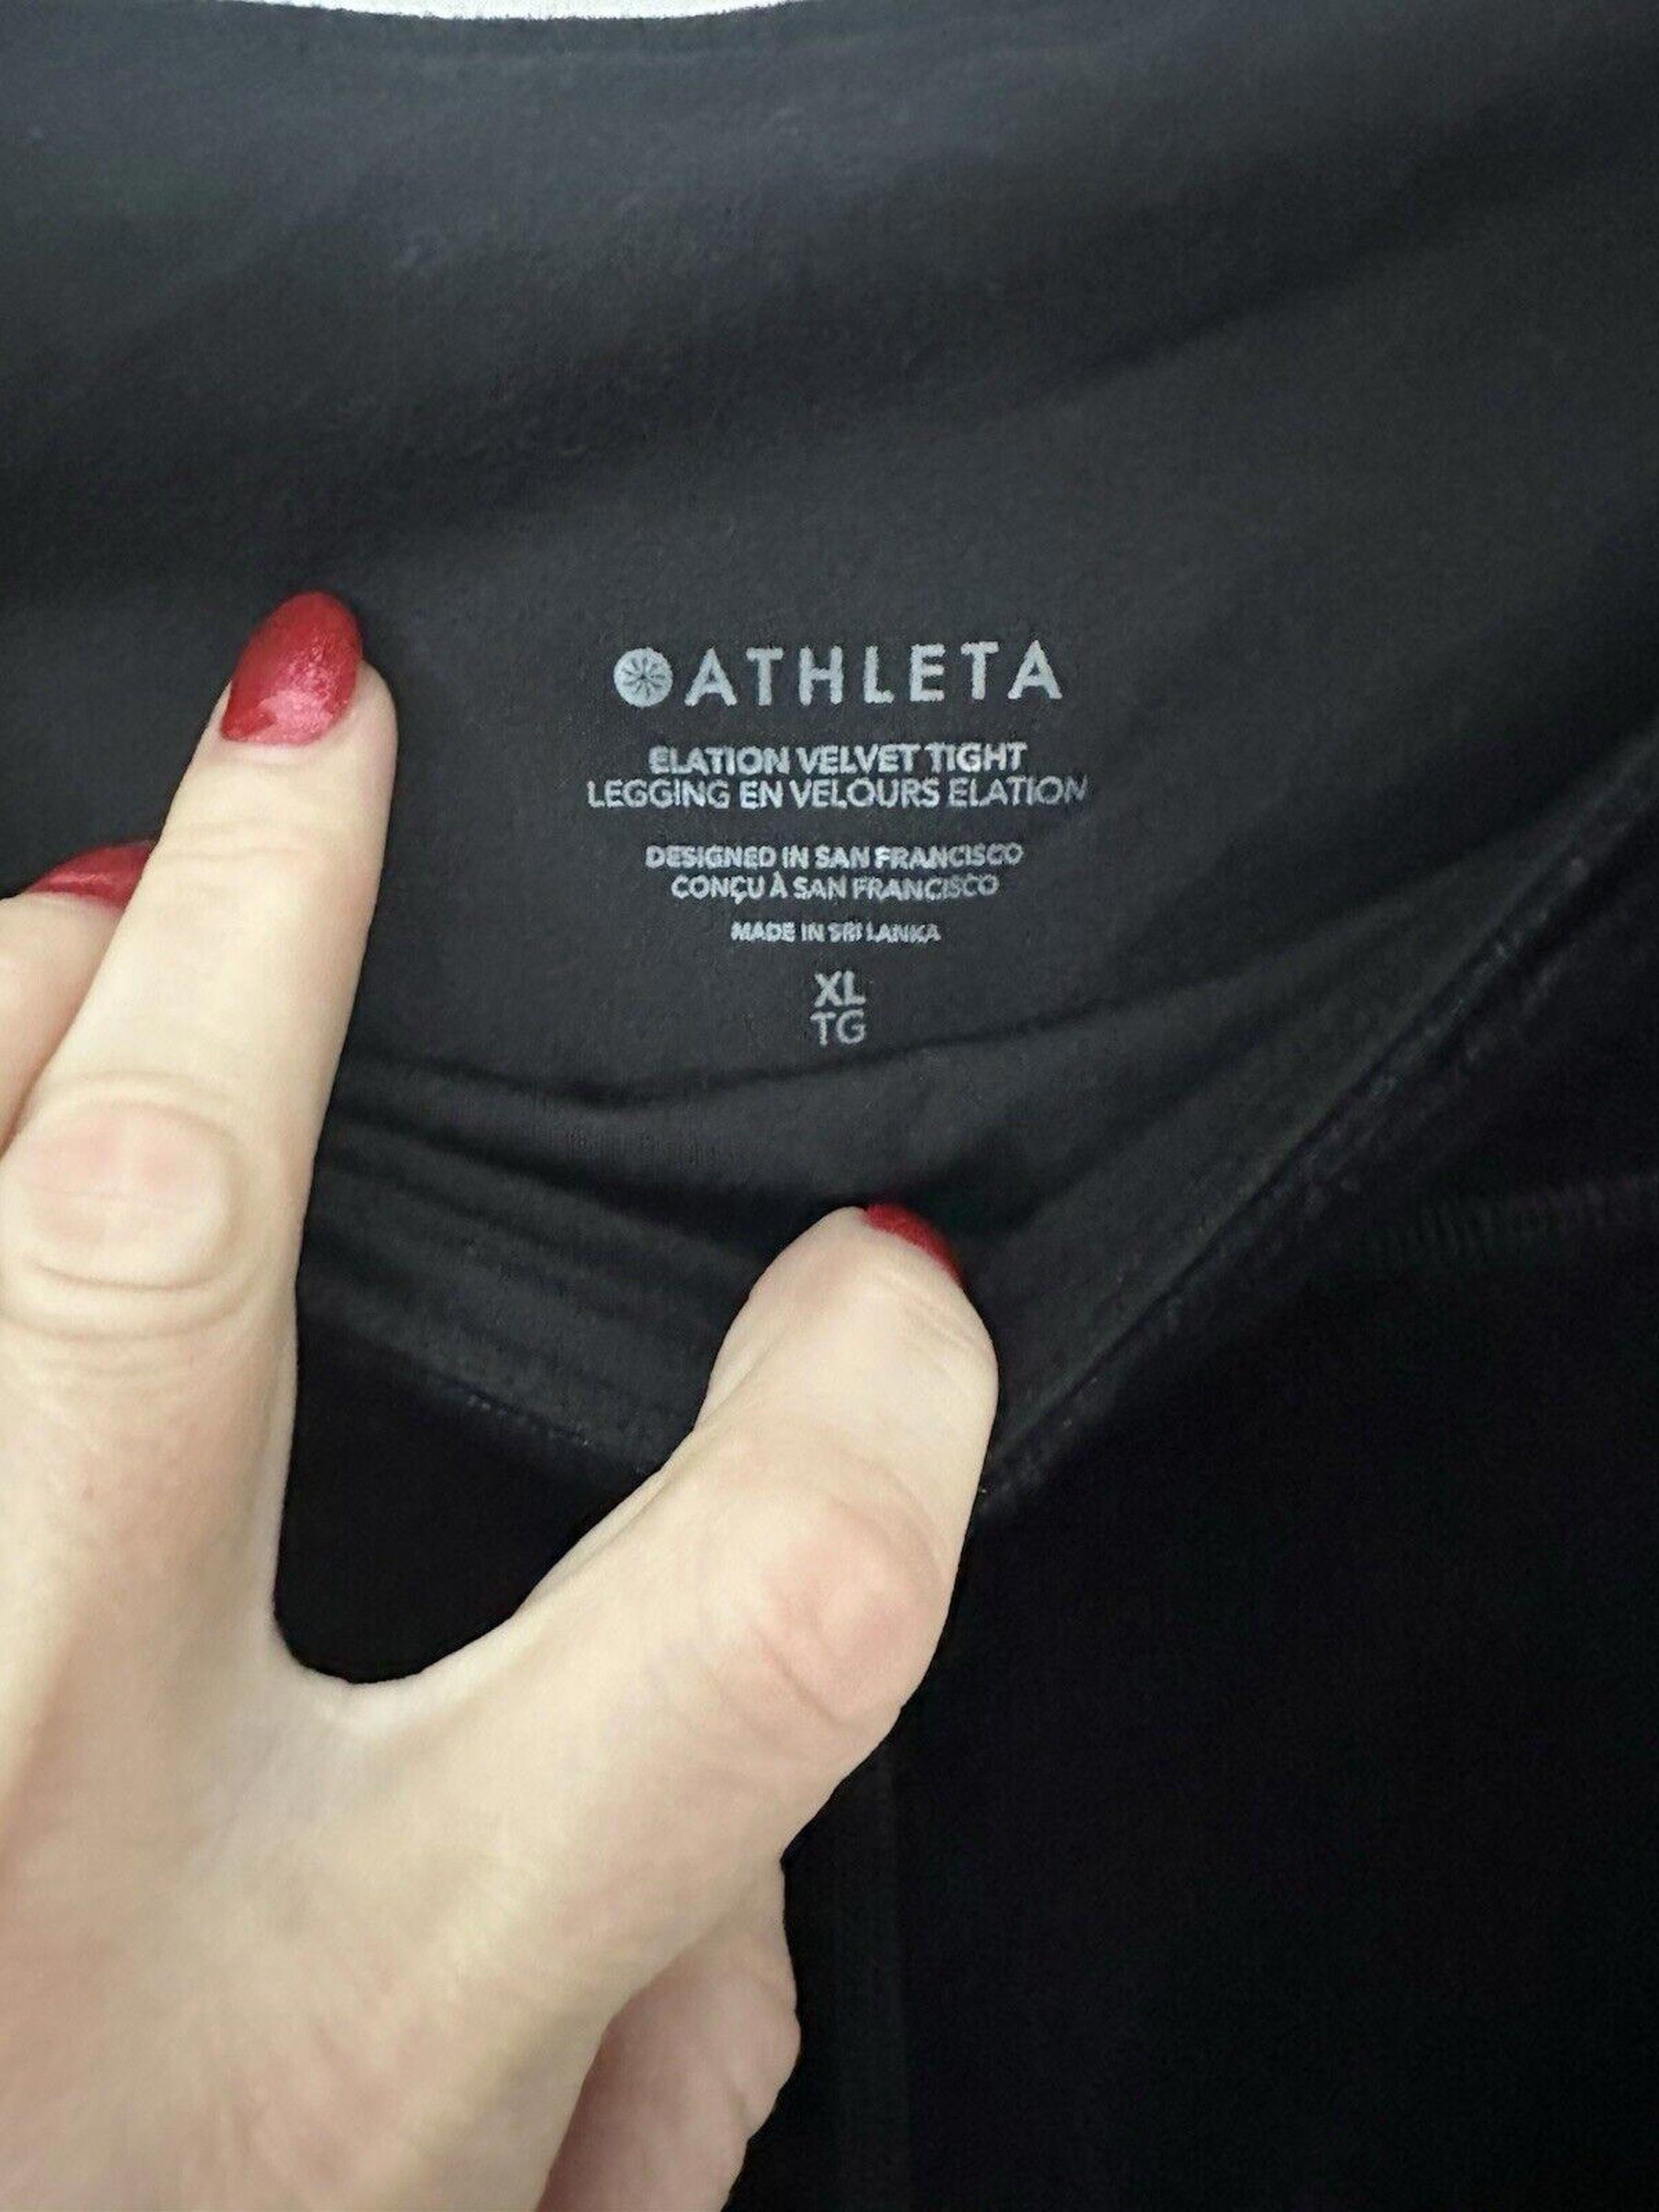 ATHLETA
ELATION VELVET TIGHT
LEGGING EN VELOURS ELATION
DESIGNED IN SAN FRANCISCO
CONÇU À SAN FRANCISCO
MADE IN SRI LANKA
XL
TG